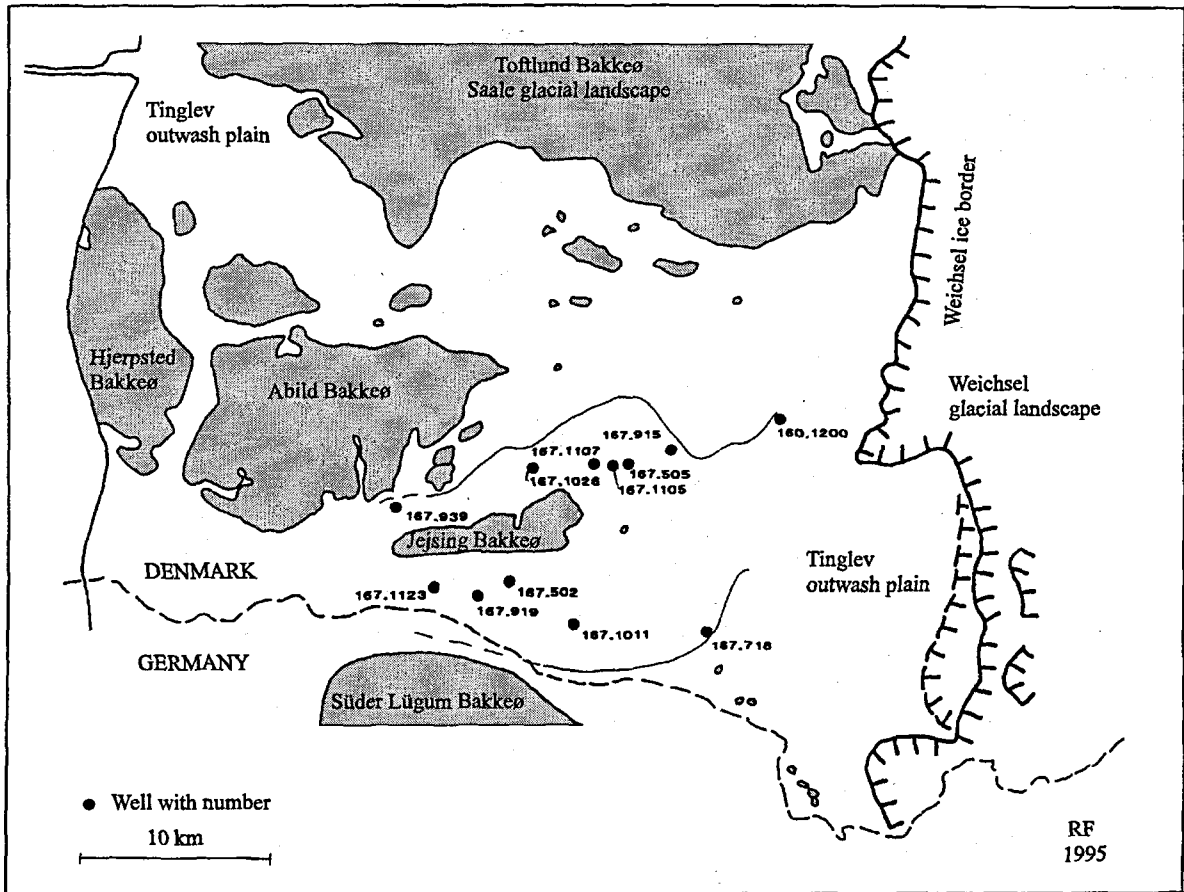 Toftlund Bakkeø
Saale glacial landscape
Tinglev
outwash plain
Weichsel ice border
Hjerpsted
Bakkeø
Abild Bakkeø
Weichsel
glacial landscape
167.915
160.1200
167.1107
167.505
167.1026
167.1105
167.939
Jejsing Bakkeø
Tinglev
outwash plain
DENMARK
167.1123
167.502
167.919
167.1011
167.718
GERMANY
Süder Lügum Bakkeø
Well with number
10 km
RF
1995